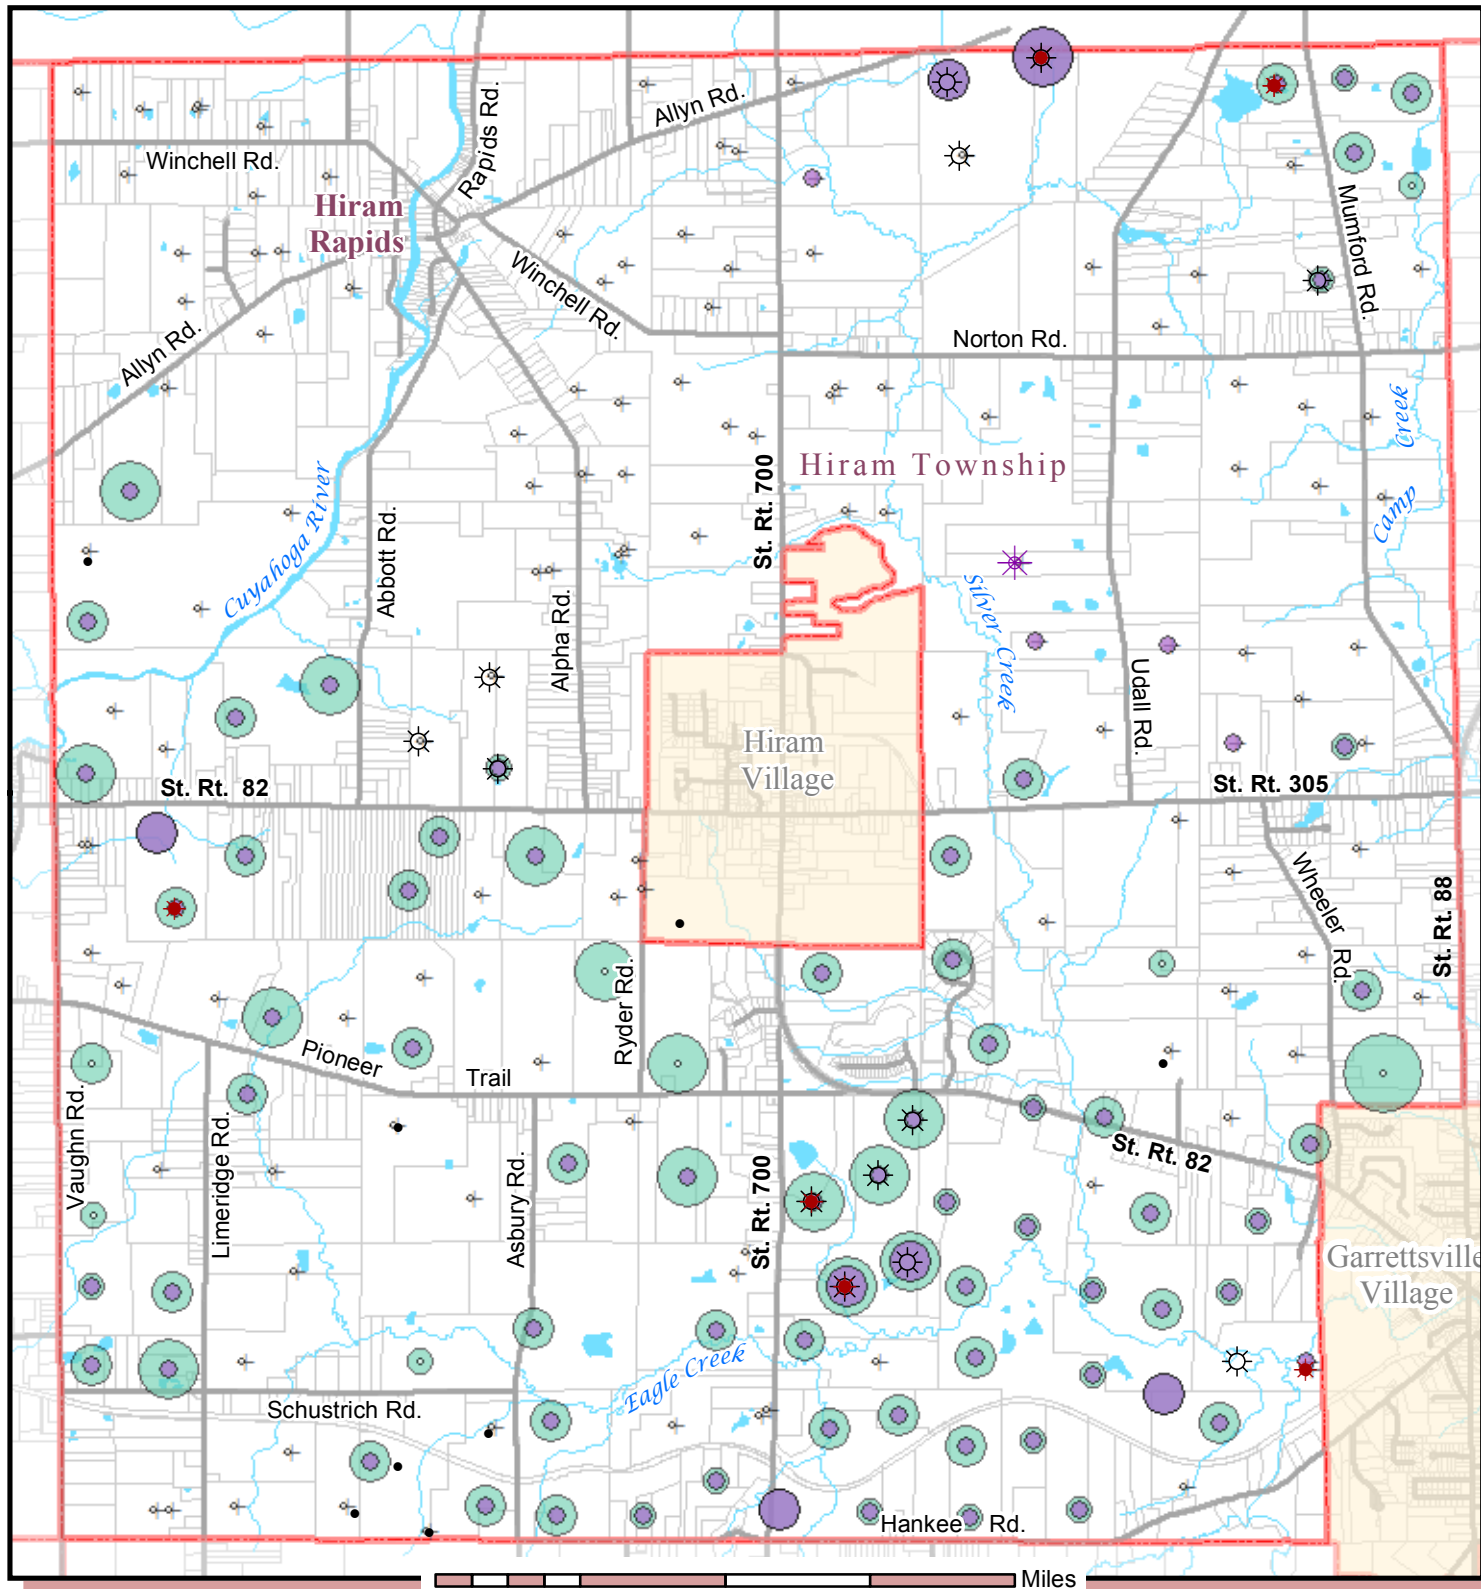 Allyn Rd.
Rapids Rd.
Winchell Rd.
Hiram
Rapids
Mumford Rd.
Winchell Rd.
Norton Rd.
Allyn Rd.
Creek
Hiram Township
St. Rt. 700
Cuyahoga River
Camp
Abbott Rd.
Alpha Rd.
Silver Creek
Udall Rd.
Hiram
Village
St. Rt. 82
St. Rt. 305
Wheeler
Rd.
St. Rt. 88
Ryder Rd.
Pioneer
Trail
Vaughn Rd.
Limeridge Rd.
Asbury Rd.
St. Rt. 700
St. Rt. 82
Garrettsville
Village
Eagle Creek
Schustrich Rd.
Hankee Rd.
Miles